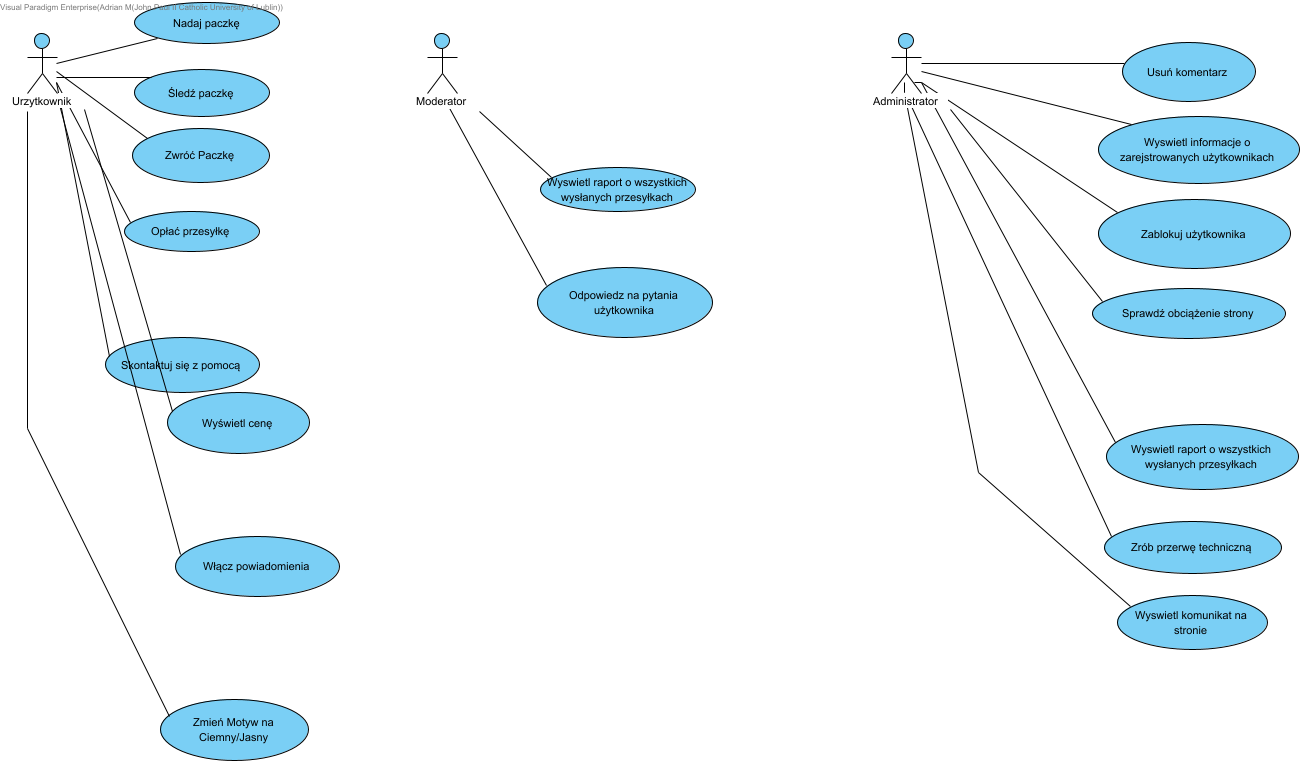 Visual Paradigm Enterprise(Adrian M(John Paul II Catholic University of Lublin))
Nadaj paczkę
Śledź paczkę
Urzytkownik
Zwróć Paczkę
Opłać przesyłkę
Skontaktuj się z pomocą
Wyświetl cenę
Włącz powiadomienia
Zmień Motyw na
Ciemny/Jasny
Moderator
Wyswietl raport o wszystkich
wysłanych przesyłkach
Odpowiedz na pytania
użytkownika
Administrator
Usuń komentarz
Wyswietl informacje o
zarejstrowanych użytkownikach
Zablokuj użytkownika
Sprawdź obciążenie strony
Wyswietl raport o wszystkich
wysłanych przesyłkach
Zrób przerwę techniczną
Wyswietl komunikat na
stronie